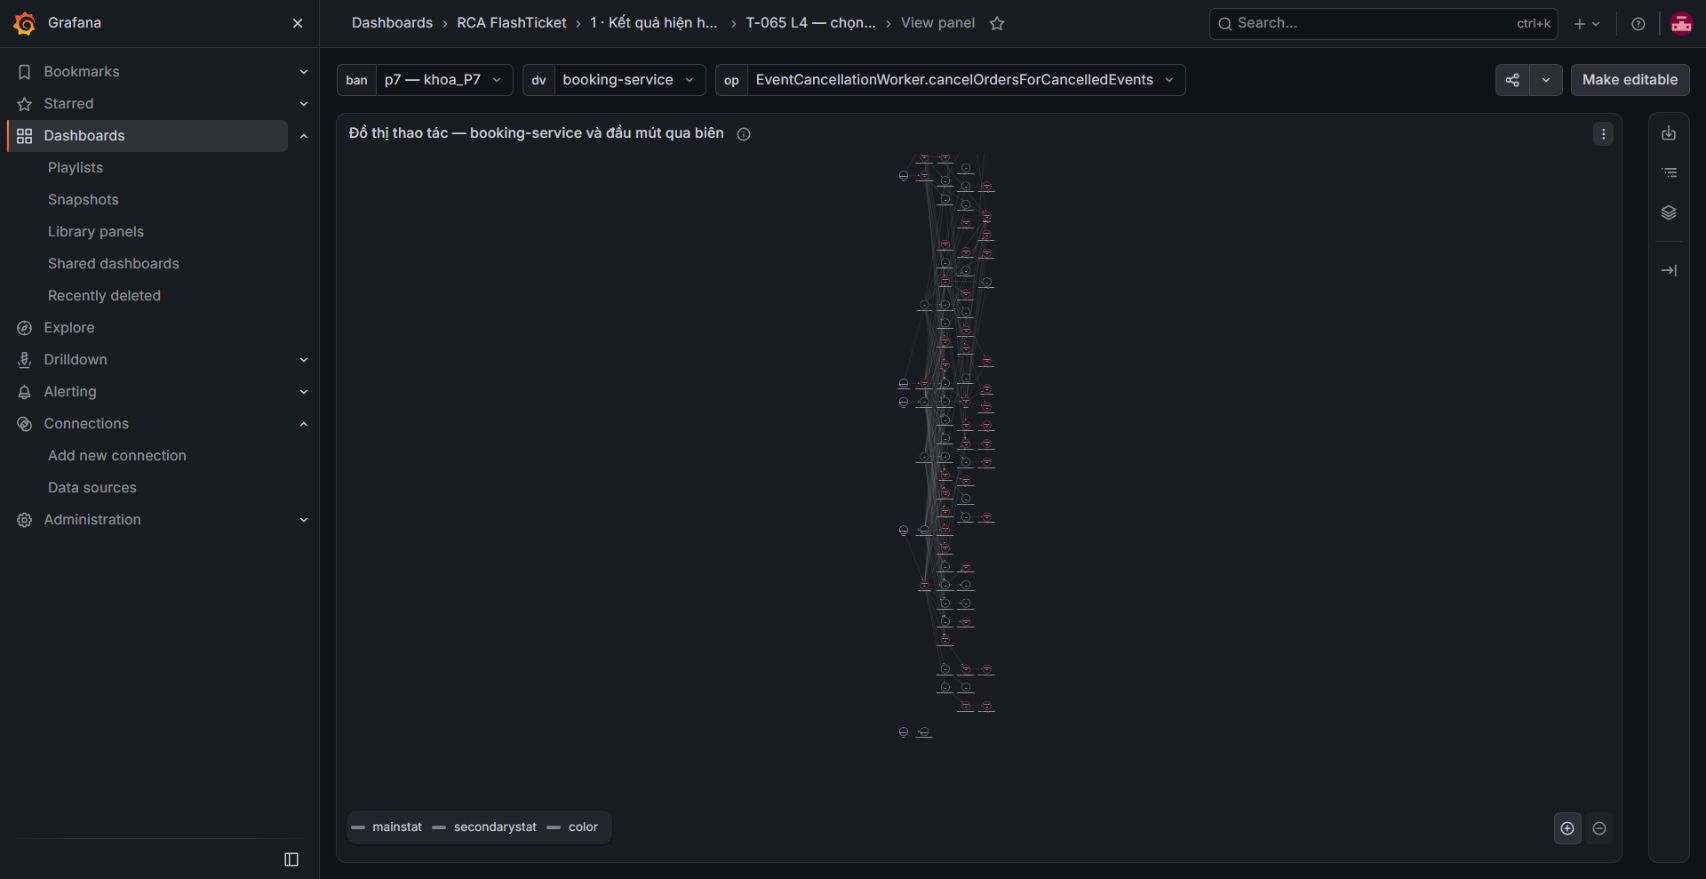 Grafana
Dashboards › RCA FlashTicket › 1 · Kết quả hiện h... › T-065 L4 — chọn... › View panel
Search... ctrl+k
Bookmarks
Starred
Dashboards
Playlists
Snapshots
Library panels
Shared dashboards
Recently deleted
Explore
Drilldown
Alerting
Connections
Add new connection
Data sources
Administration
ban p7 — khoa_P7 dv booking-service op EventCancellationWorker.cancelOrdersForCancelledEvents
Make editable
Đồ thị thao tác — booking-service và đầu mút qua biên
mainstat secondarystat color